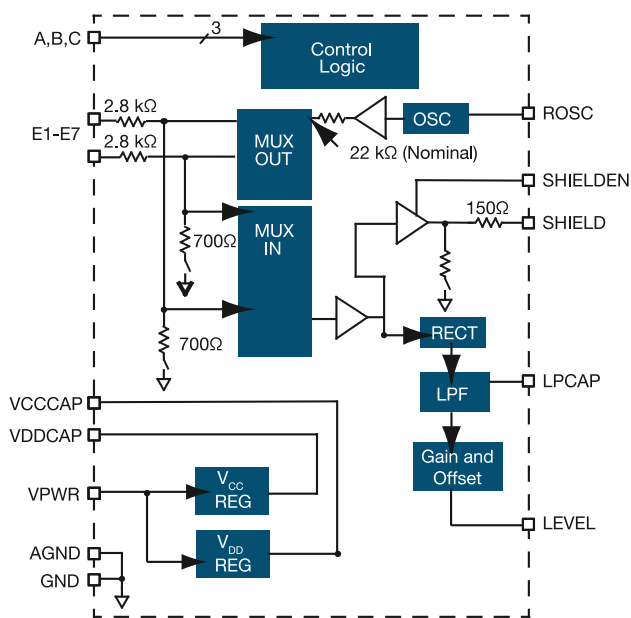 A,B,C
3
Control
Logic
2.8 kΩ
E1-E7
2.8 kΩ
MUX
OUT
OSC
ROSC
22 kΩ (Nominal)
SHIELDEN
150Ω
SHIELD
700Ω
MUX
IN
700Ω
RECT
LPF
LPCAP
VCCCAP
VDDCAP
Gain and
Offset
VPWR
VCC
REG
LEVEL
VDD
REG
AGND
GND